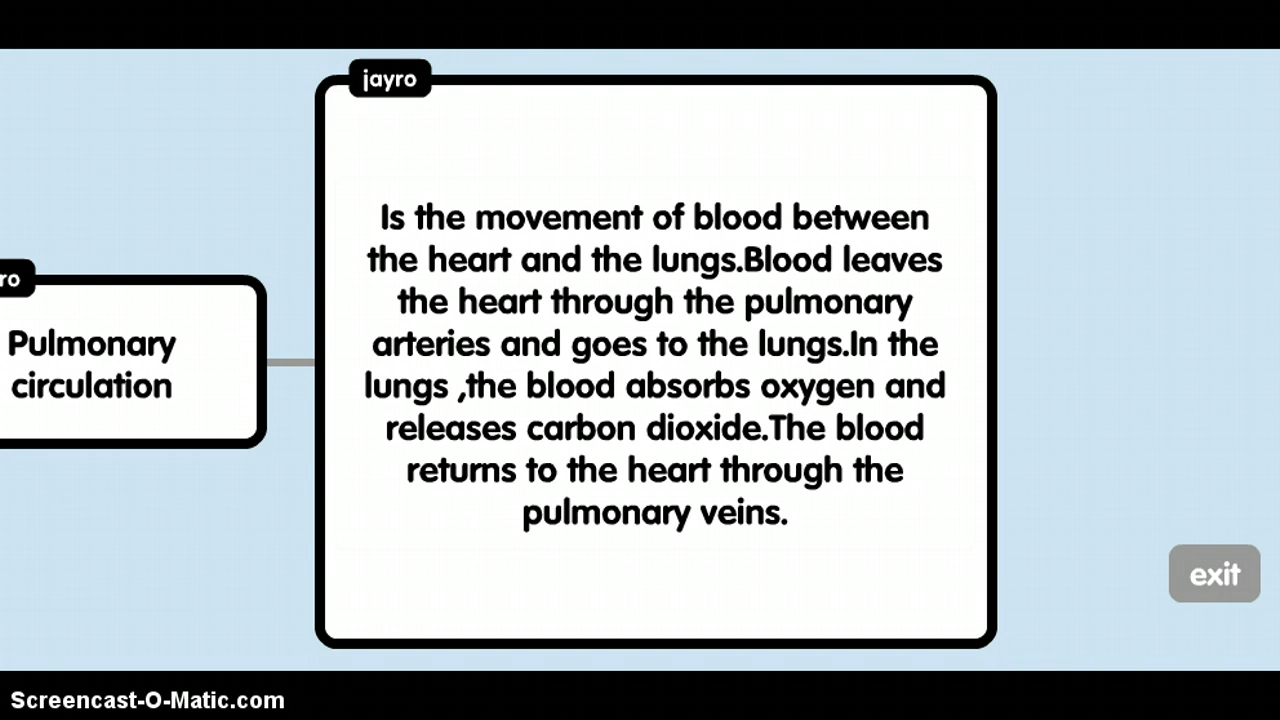 jayro
Is the movement of blood between
the heart and the lungs.Blood leaves
the heart through the pulmonary
arteries and goes to the lungs.In the
lungs ,the blood absorbs oxygen and
releases carbon dioxide.The blood
returns to the heart through the
pulmonary veins.
ro
Pulmonary
circulation
exit
Screencast-O-Matic.com